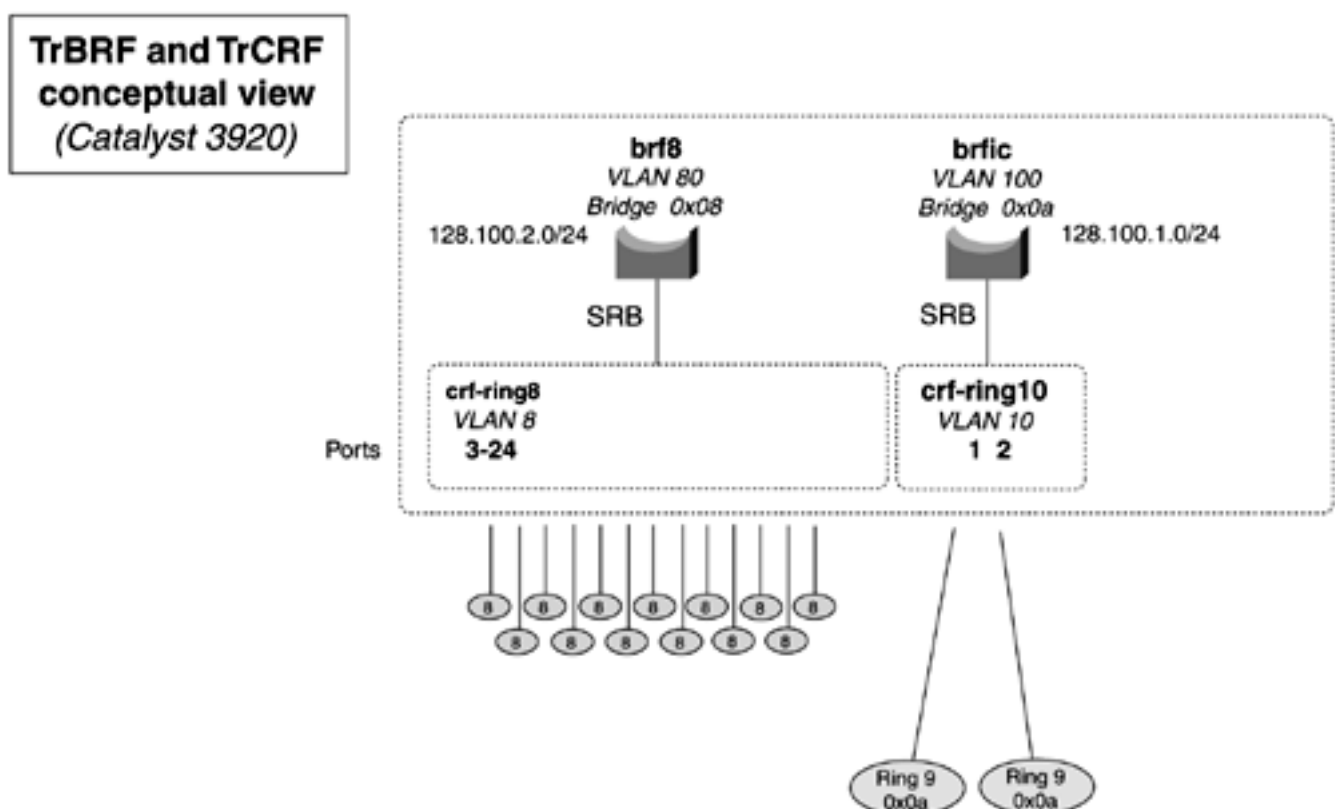 TrBRF and TrCRF
conceptual view
(Catalyst 3920)
brf8
VLAN 80
Bridge 0x08
128.100.2.0/24
SRB
brfic
VLAN 100
Bridge 0x0a
128.100.1.0/24
SRB
Ports
crf-ring8
VLAN 8
3-24
crf-ring10
VLAN 10
1 2
8 8 8 8 8 8 8
8 8 8 8 8 8
Ring 9
0x0a
Ring 9
0x0a